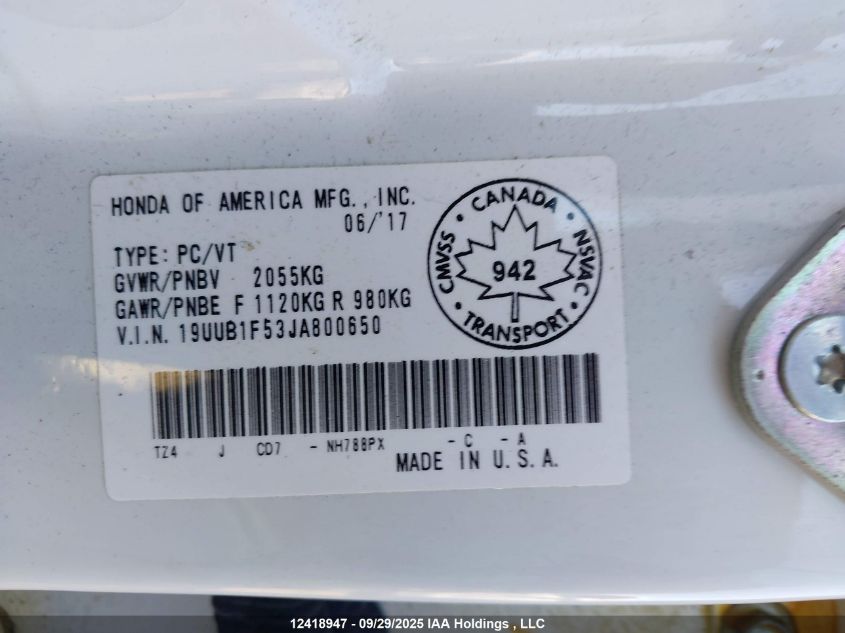 HONDA OF AMERICA MFG., INC.
06/'17
TYPE: PC/VT
GVWR/PNBV 2055KG
GAWR/PNBE F 1120KG R 980KG
V.I.N. 19UUB1F53JA800650
CANADA
CMVSS
NSVAC
942
TRANSPORT
TZ4 J CD7 - NH788PX - C - A
MADE IN U.S.A.
12418947 - 09/29/2025 IAA Holdings , LLC